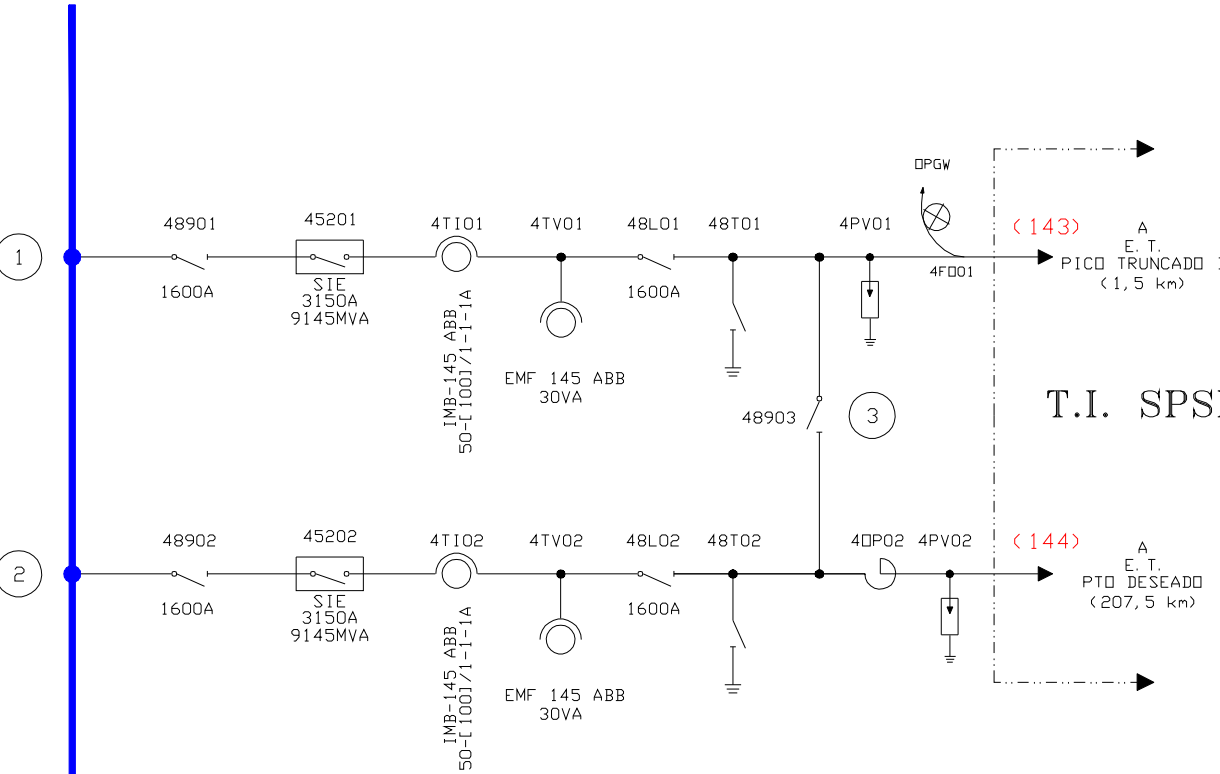 OPGW
48901
45201
4TI01
4TV01
48L01
48T01
4PV01
(143)
A
E. T.
PICO TRUNCADO
(1,5 km)
4FO01
1
1600A
SIE
3150A
9145MVA
IMB-145 ABB
50-[100]/1-1-1A
EMF 145 ABB
30VA
1600A
48903
3
T.I. SPS
48902
45202
4TI02
4TV02
48L02
48T02
4OP02
4PV02
(144)
A
E. T.
PTO DESEADO
(207,5 km)
2
1600A
SIE
3150A
9145MVA
IMB-145 ABB
50-[100]/1-1-1A
EMF 145 ABB
30VA
1600A